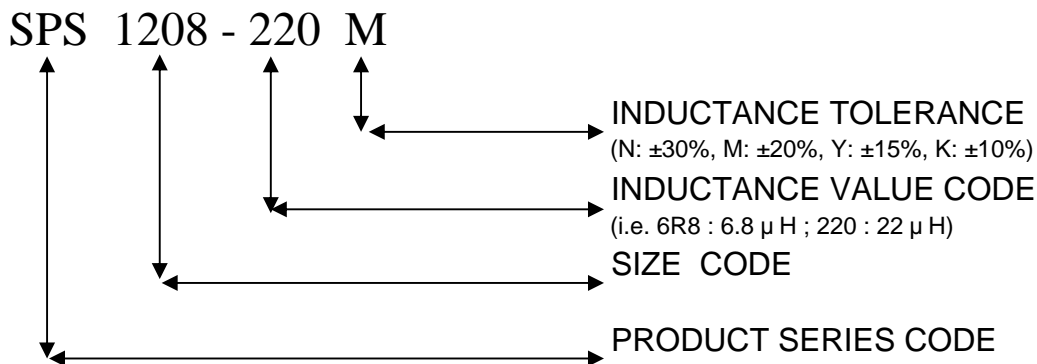 SPS 1208 - 220 M
INDUCTANCE TOLERANCE
(N: ±30%, M: ±20%, Y: ±15%, K: ±10%)
INDUCTANCE VALUE CODE
(i.e. 6R8 : 6.8 µ H ; 220 : 22 µ H)
SIZE CODE
PRODUCT SERIES CODE